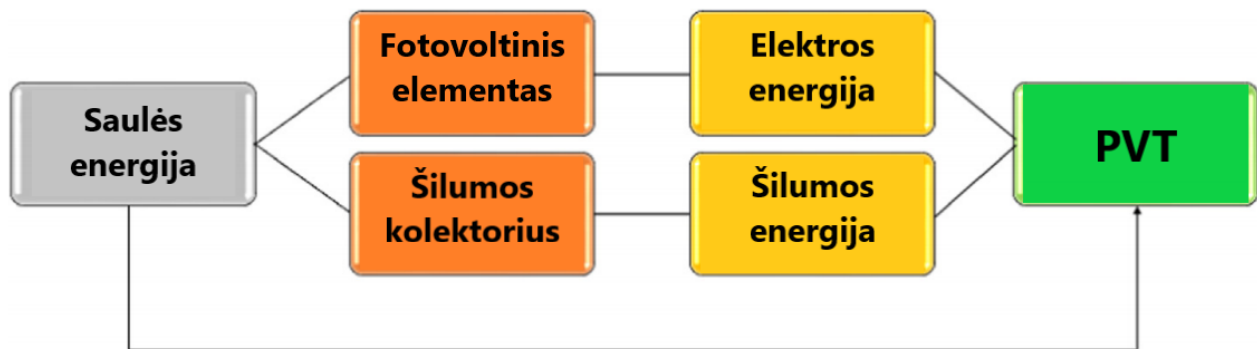 Saulės
energija
Fotovoltinis
elementas
Šilumos
kolektorius
Elektros
energija
Šilumos
energija
PVT